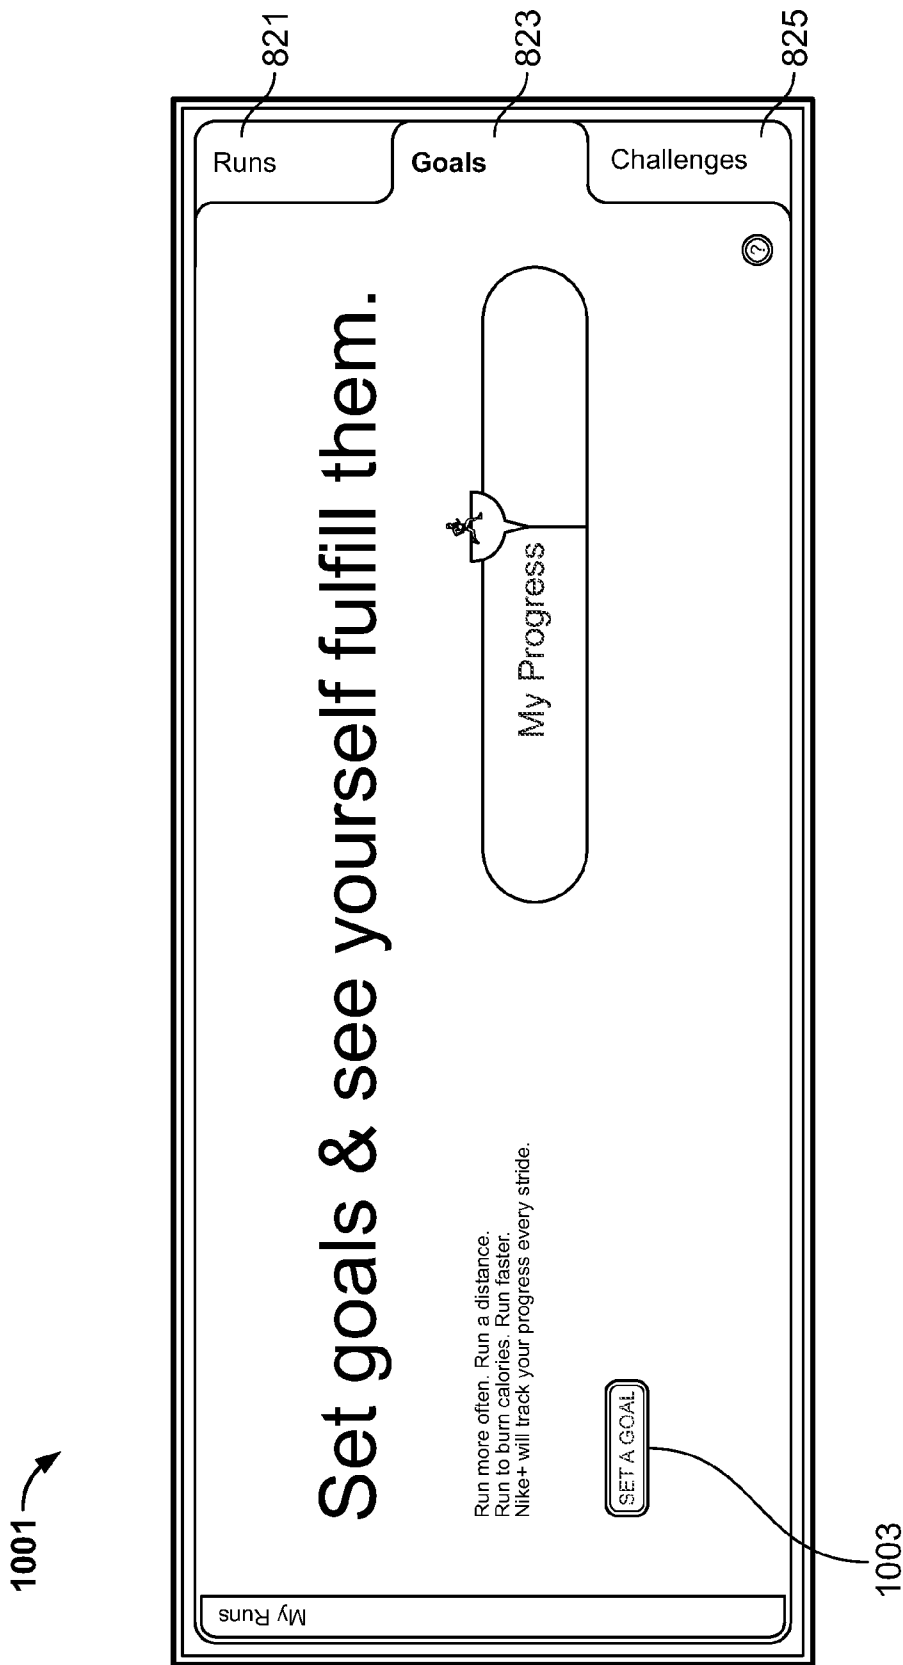 1001
My Runs
Set goals & see yourself fulfill them.
Run more often. Run a distance.
Run to burn calories. Run faster.
Nike+ will track your progress every stride.
SET A GOAL
My Progress
?
Runs
Goals
Challenges
821
823
825
1003